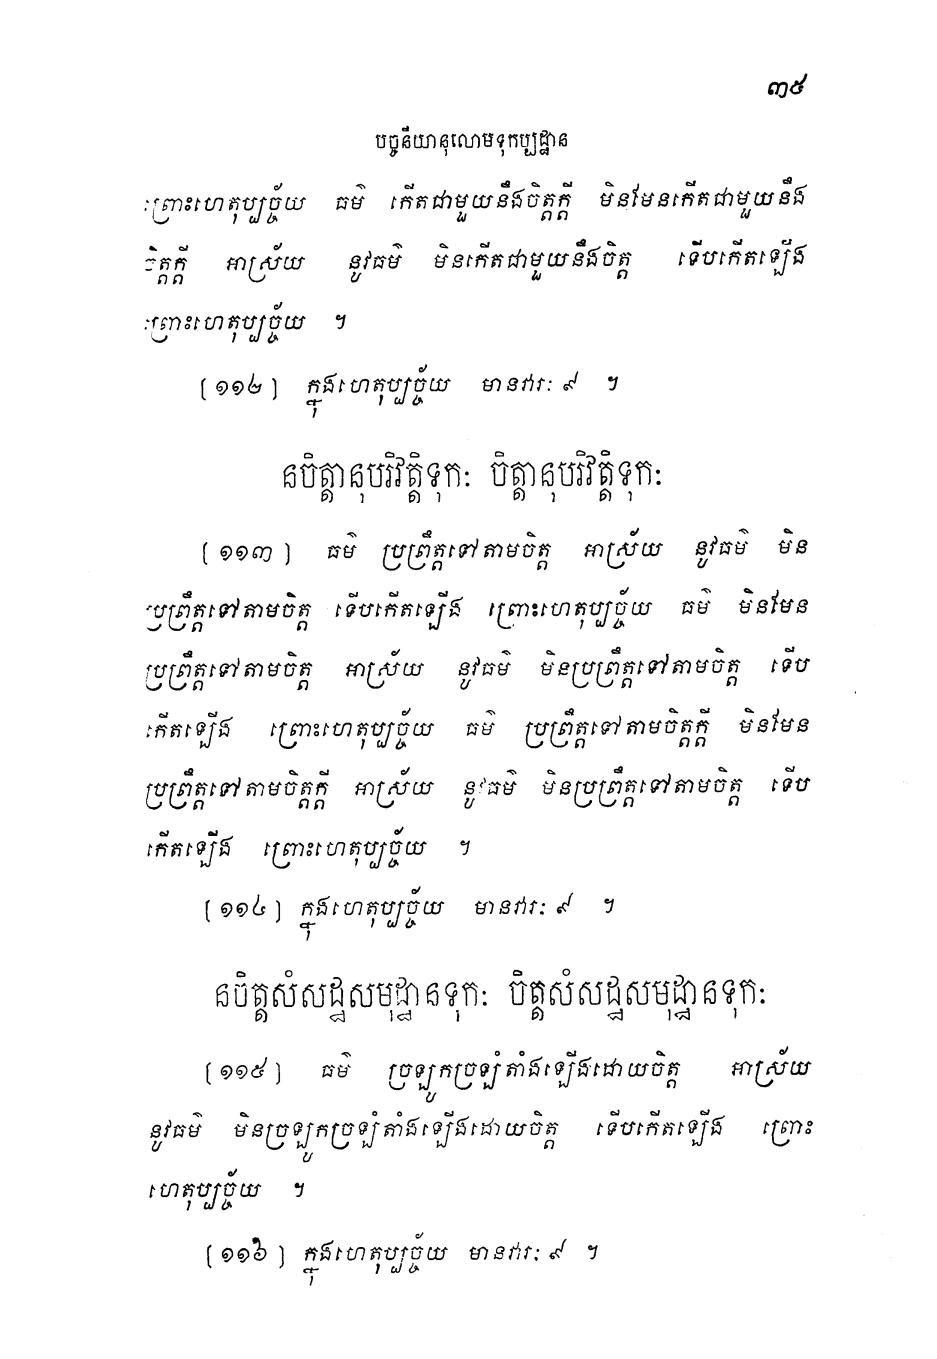 ៣៥
បច្ចនីយានុលោមទុកប្បដ្ឋាន
ព្រោះហេតុប្បច្ច័យ ធម៌ កើតជាមួយនឹងចិត្តក្តី មិនមែនកើតជាមួយនឹង
ចិត្តក្តី អាស្រ័យ នូវធម៌ មិនកើតជាមួយនឹងចិត្ត ទើបកើតឡើង
ព្រោះហេតុប្បច្ច័យ ។
[១១២] ក្នុងហេតុប្បច្ច័យ មានវារៈ ៩ ។
នចិត្តានុបរិវត្តិទុកៈ ចិត្តានុបរិវត្តិទុកៈ
[១១៣] ធម៌ ប្រព្រឹត្តទៅតាមចិត្ត អាស្រ័យ នូវធម៌ មិន
ប្រព្រឹត្តទៅតាមចិត្ត ទើបកើតឡើង ព្រោះហេតុប្បច្ច័យ ធម៌ មិនមែន
ប្រព្រឹត្តទៅតាមចិត្ត អាស្រ័យ នូវធម៌ មិនប្រព្រឹត្តទៅតាមចិត្ត ទើប
កើតឡើង ព្រោះហេតុប្បច្ច័យ ធម៌ ប្រព្រឹត្តទៅតាមចិត្តក្តី មិនមែន
ប្រព្រឹត្តទៅតាមចិត្តក្តី អាស្រ័យ នូវធម៌ មិនប្រព្រឹត្តទៅតាមចិត្ត ទើប
កើតឡើង ព្រោះហេតុប្បច្ច័យ ។
[១១៤] ក្នុងហេតុប្បច្ច័យ មានវារៈ ៩ ។
នចិត្តសំសដ្ឋសមុដ្ឋានទុកៈ ចិត្តសំសដ្ឋសមុដ្ឋានទុកៈ
[១១៥] ធម៌ ច្រឡូកច្រឡំតាំងឡើងដោយចិត្ត អាស្រ័យ
នូវធម៌ មិនច្រឡូកច្រឡំតាំងឡើងដោយចិត្ត ទើបកើតឡើង ព្រោះ
ហេតុប្បច្ច័យ ។
[១១៦] ក្នុងហេតុប្បច្ច័យ មានវារៈ ៩ ។